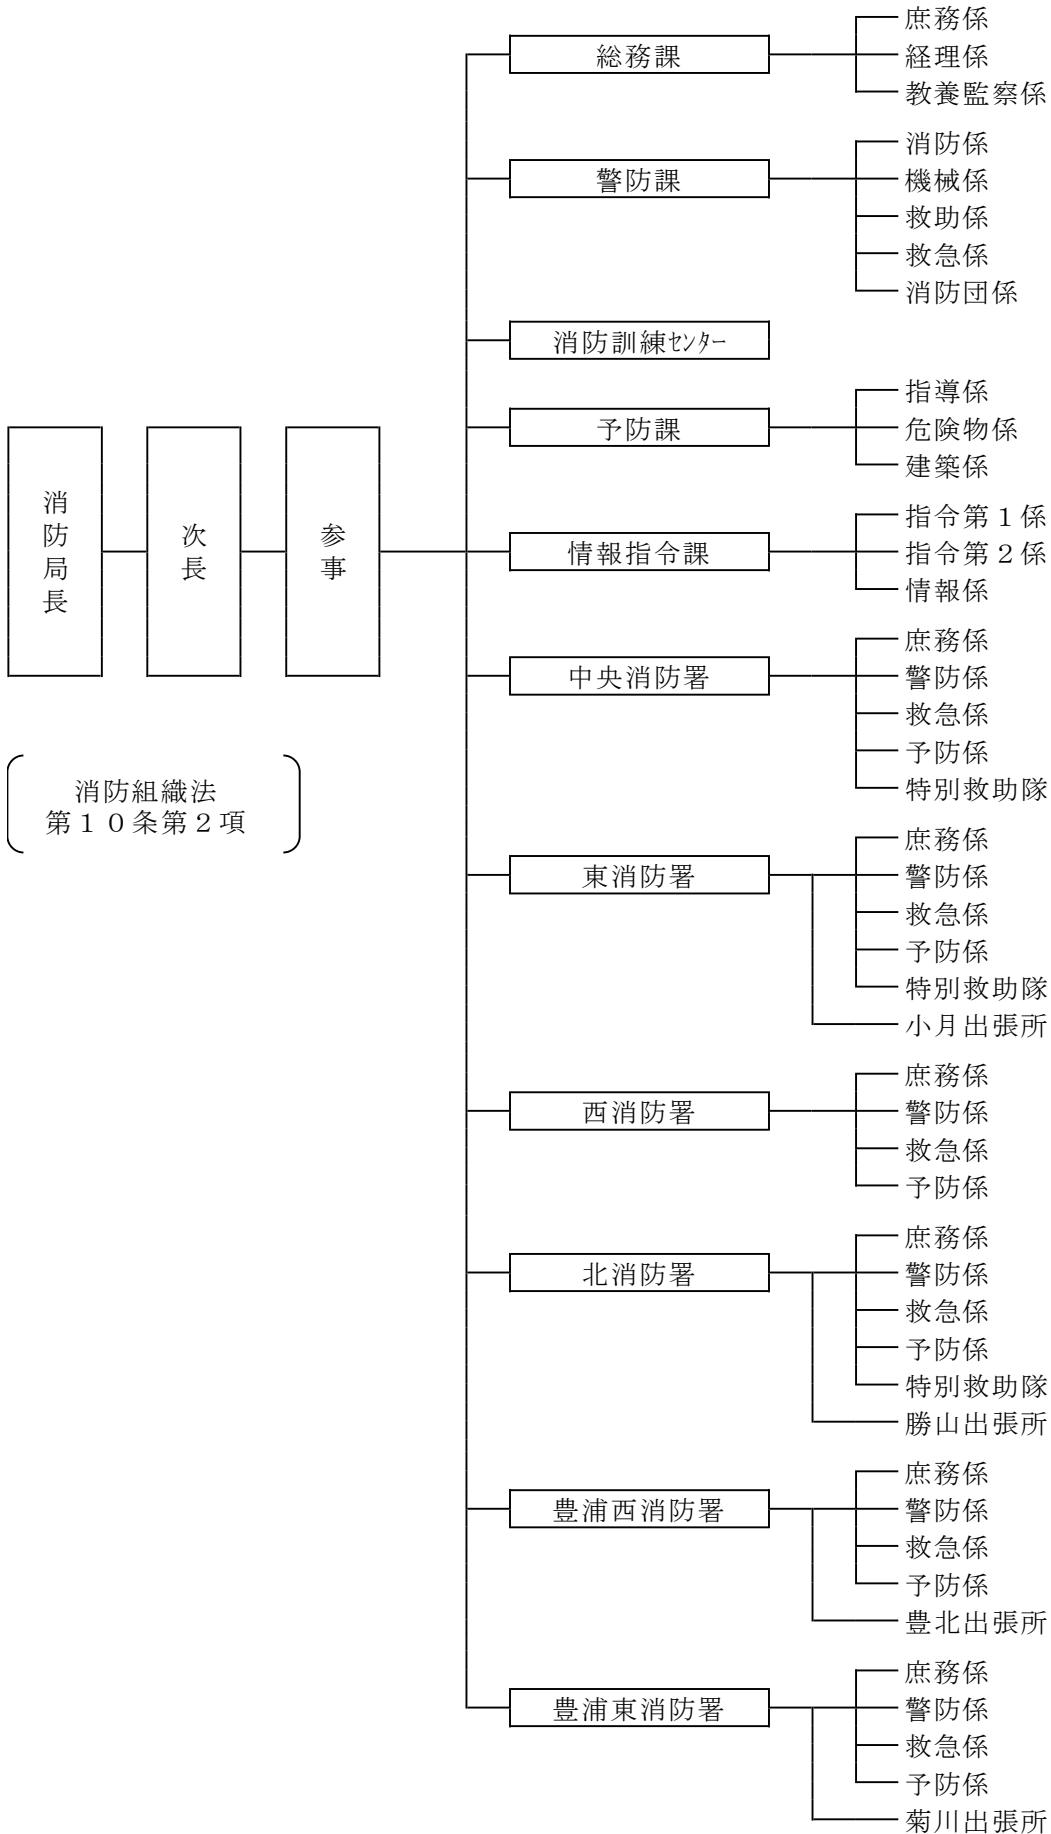 消防局長
次長
参事
消防組織法
第１０条第２項
総務課
庶務係
経理係
教養監察係
警防課
消防係
機械係
救助係
救急係
消防団係
消防訓練ｾﾝﾀｰ
予防課
指導係
危険物係
建築係
情報指令課
指令第１係
指令第２係
情報係
中央消防署
庶務係
警防係
救急係
予防係
特別救助隊
東消防署
庶務係
警防係
救急係
予防係
特別救助隊
小月出張所
西消防署
庶務係
警防係
救急係
予防係
北消防署
庶務係
警防係
救急係
予防係
特別救助隊
勝山出張所
豊浦西消防署
庶務係
警防係
救急係
予防係
豊北出張所
豊浦東消防署
庶務係
警防係
救急係
予防係
菊川出張所